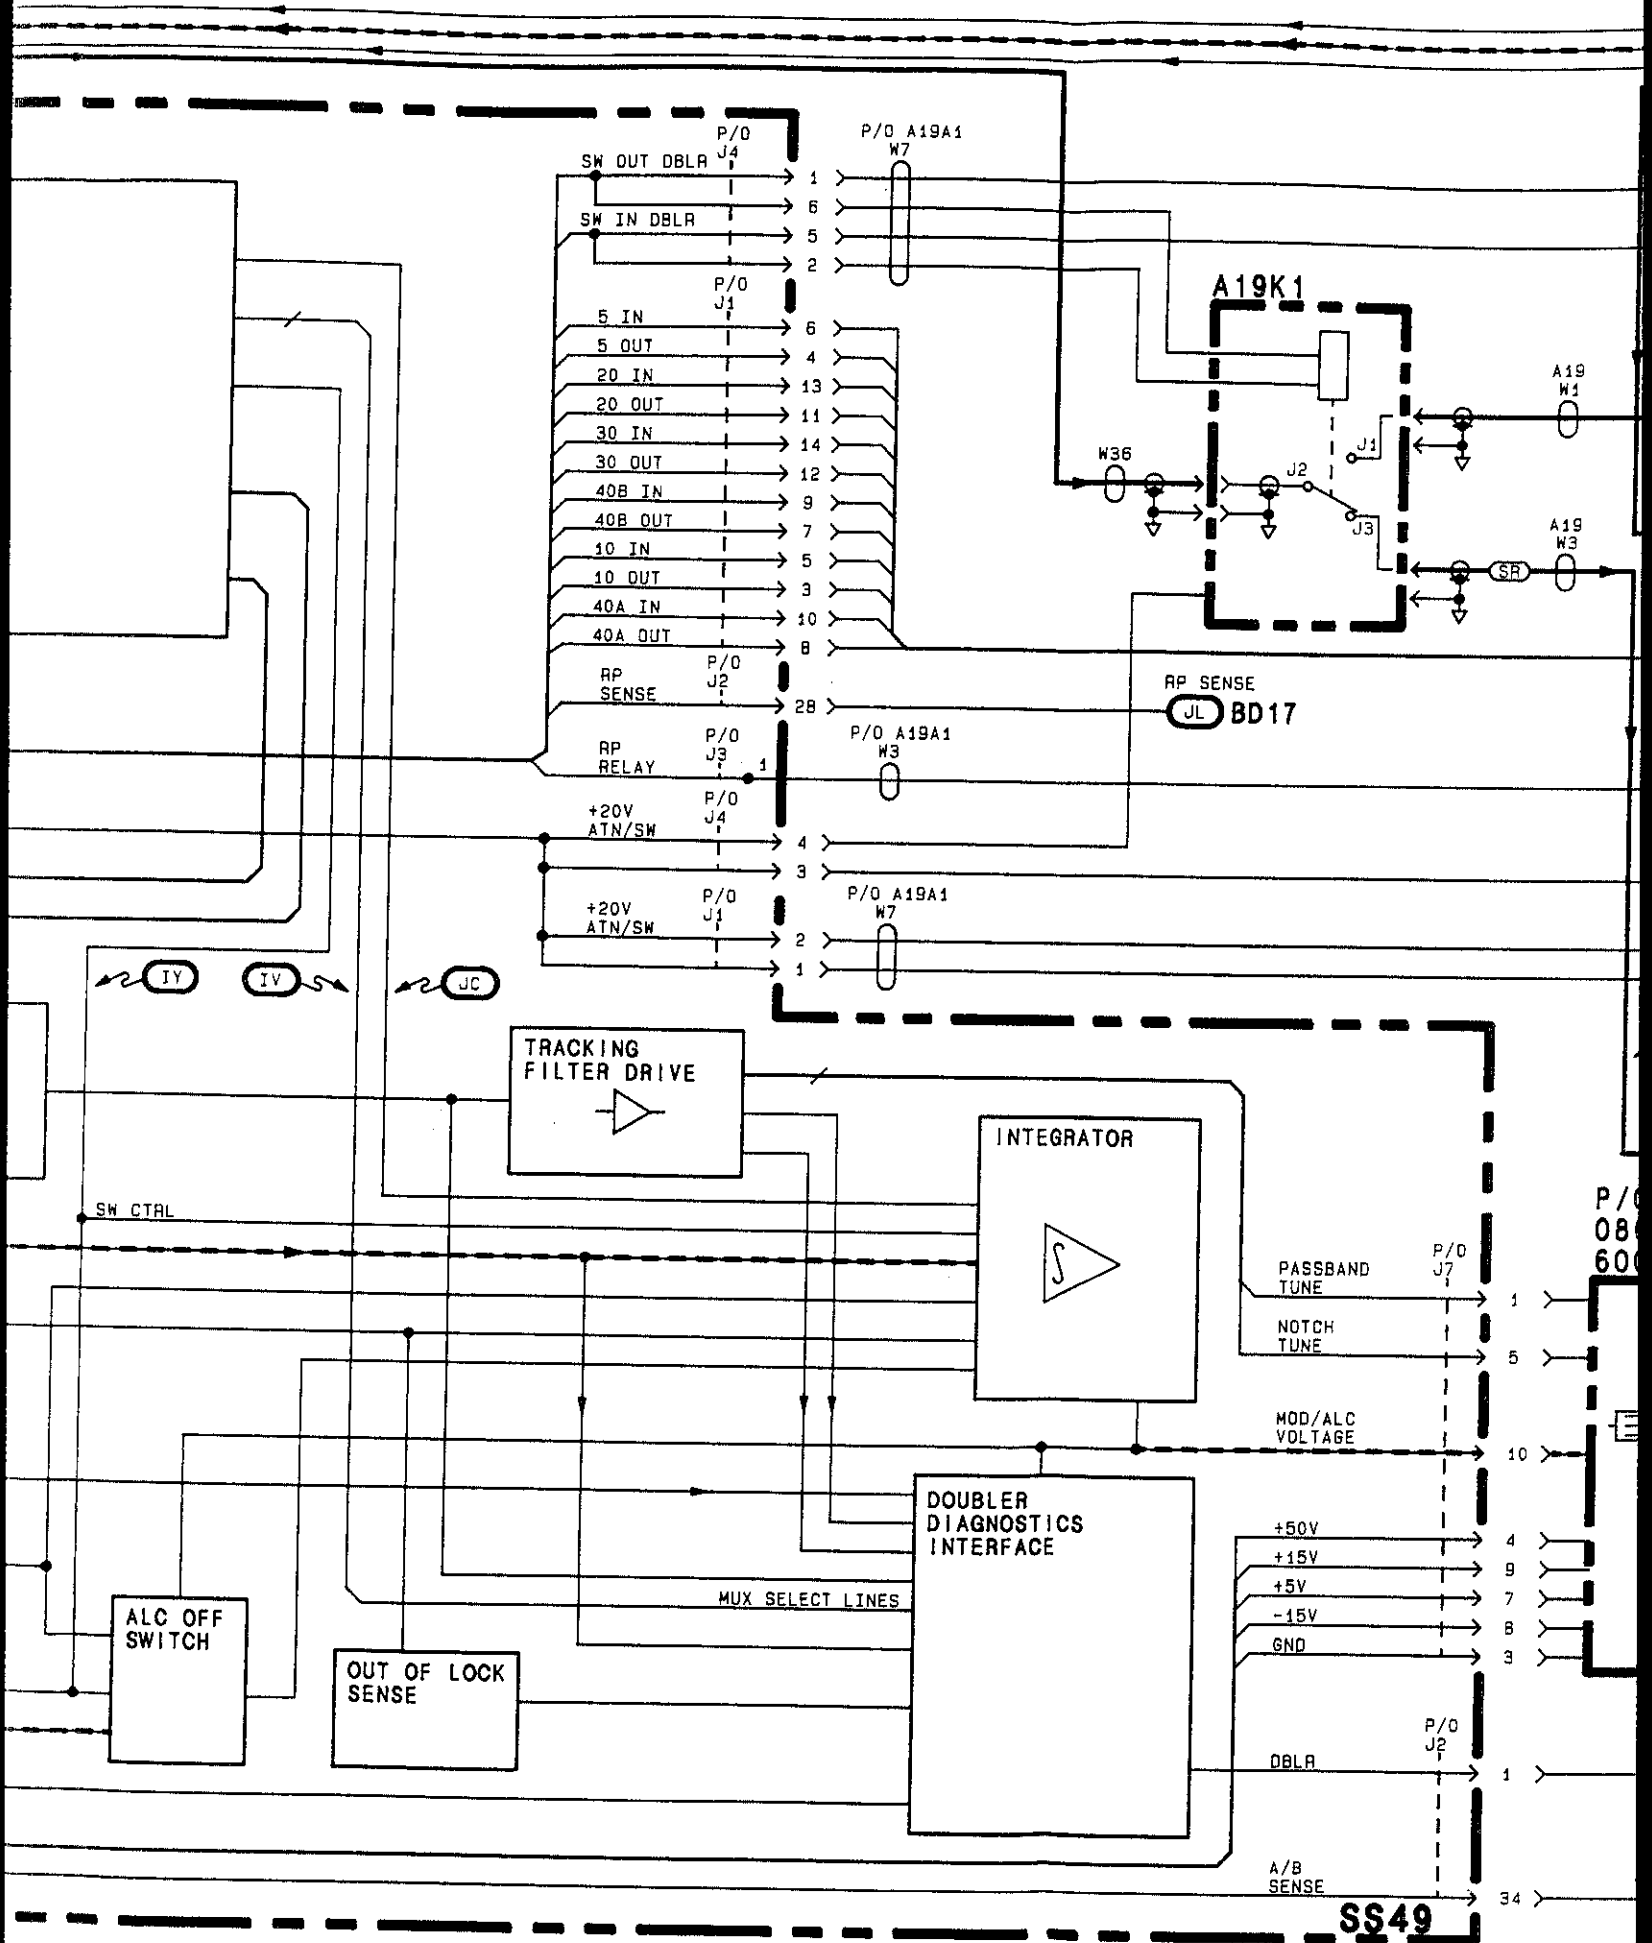 P/O
J4
P/O A19A1
W7
SW OUT DBLR
1
6
SW IN DBLR
5
2
P/O
J1
A19K1
5 IN
6
5 OUT
4
20 IN
13
20 OUT
11
30 IN
14
30 OUT
12
40B IN
9
40B OUT
7
10 IN
5
10 OUT
3
40A IN
10
40A OUT
8
A19
W1
J1
W36
J2
J3
A19
W3
SR
P/O
J2
RP
SENSE
28
RP SENSE
JL
BD17
P/O
J3
P/O A19A1
W3
RP
RELAY
1
P/O
J4
+20V
ATN/SW
4
3
P/O
J1
P/O A19A1
W7
+20V
ATN/SW
2
1
IY
IV
JC
TRACKING
FILTER DRIVE
INTEGRATOR
∫
SW CTRL
P/O
J7
PASSBAND
TUNE
1
NOTCH
TUNE
5
MOD/ALC
VOLTAGE
10
DOUBLER
DIAGNOSTICS
INTERFACE
+50V
4
+15V
9
+5V
7
-15V
8
GND
3
MUX SELECT LINES
ALC OFF
SWITCH
OUT OF LOCK
SENSE
P/O
J2
DBLR
1
A/B
SENSE
34
SS49